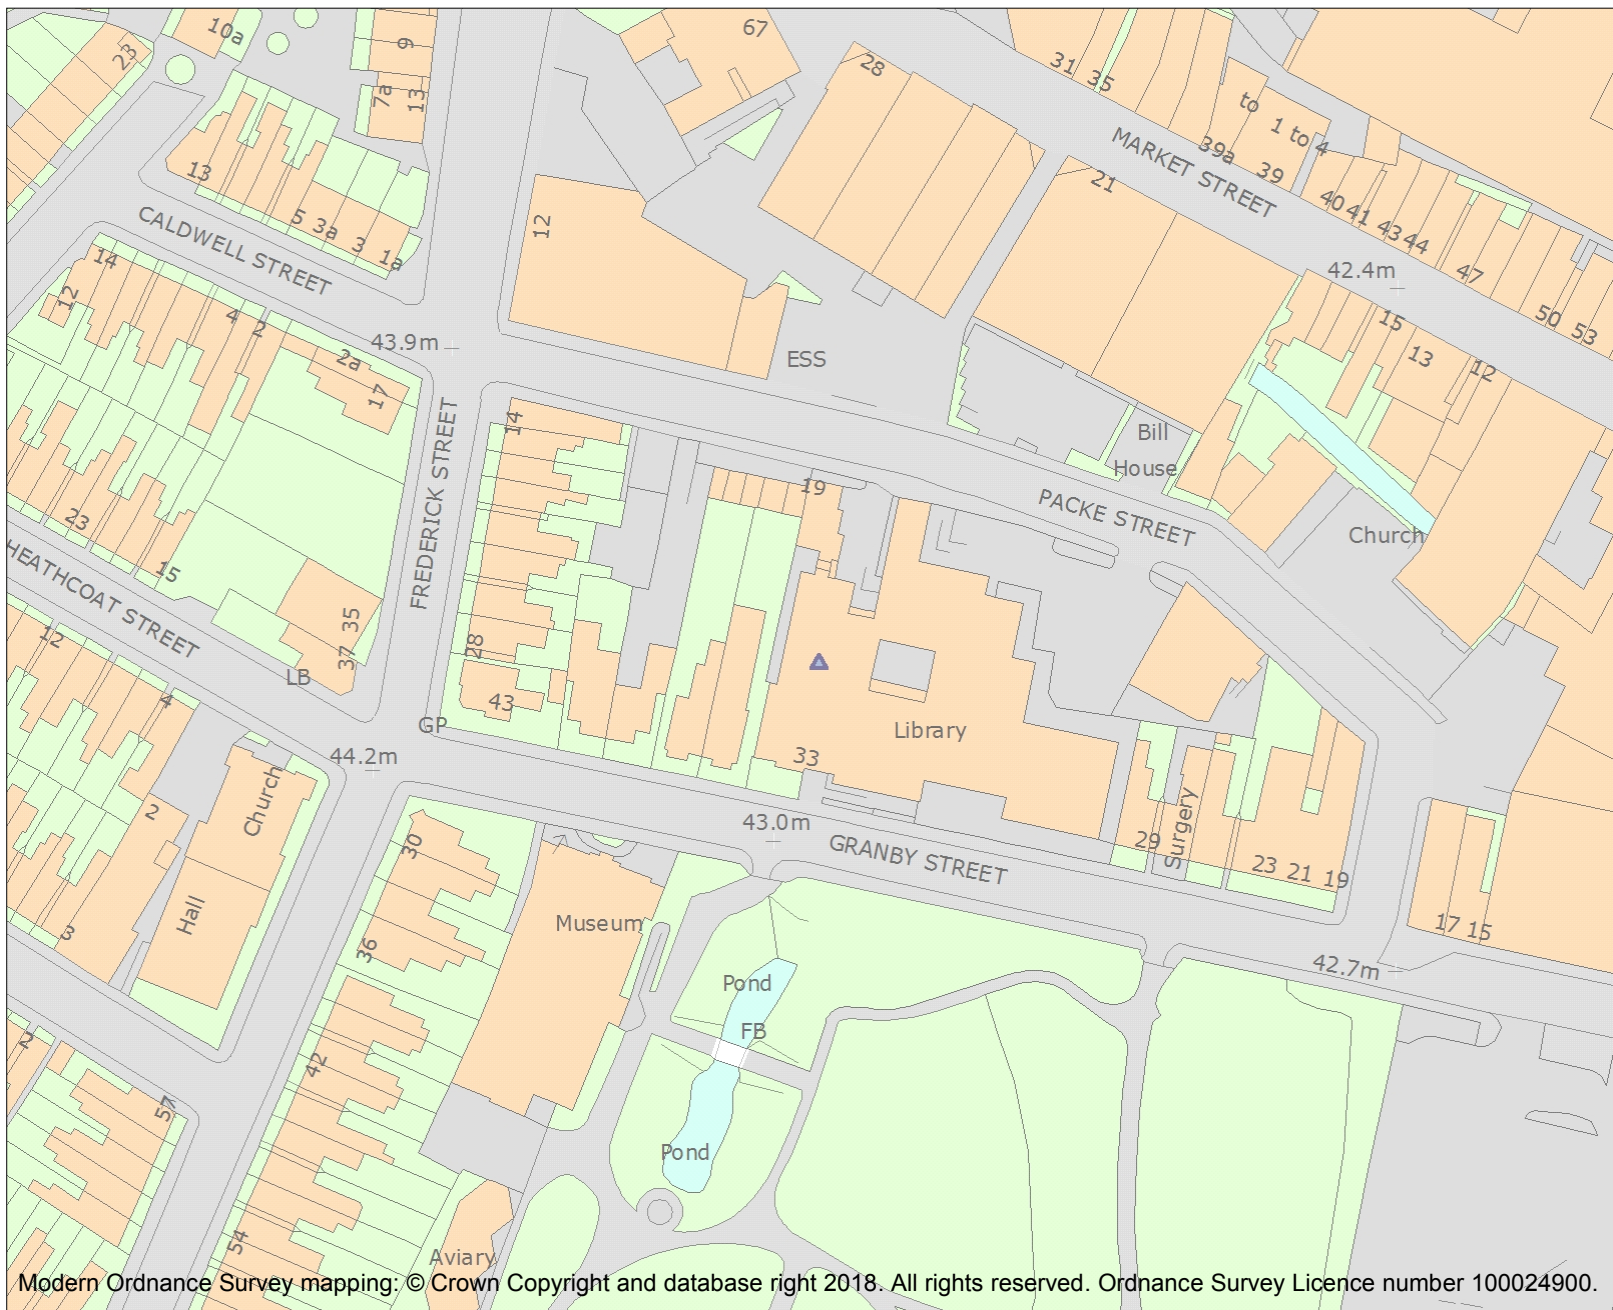 10a
9
67
23
28
31
35
7a
13
to
1 to 4
MARKET STREET
39a
39
13
21
40
41
43
44
CALDWELL STREET
5
3a
3
1a
12
42.4m
47
14
12
4
2
50
53
43.9m
15
13
12
2a
17
ESS
14
Bill
House
FREDERICK STREET
19
PACKE STREET
Church
23
15
HEATHCOAT STREET
35
37
28
12
LB
4
43
GP
Library
44.2m
33
Church
2
43.0m
GRANBY STREET
Surgery
29
30
23
21
19
Hall
Museum
17
15
3
36
42.7m
Pond
FB
2
42
57
Pond
54
Aviary
Modern Ordnance Survey mapping: © Crown Copyright and database right 2018. All rights reserved. Ordnance Survey Licence number 100024900.